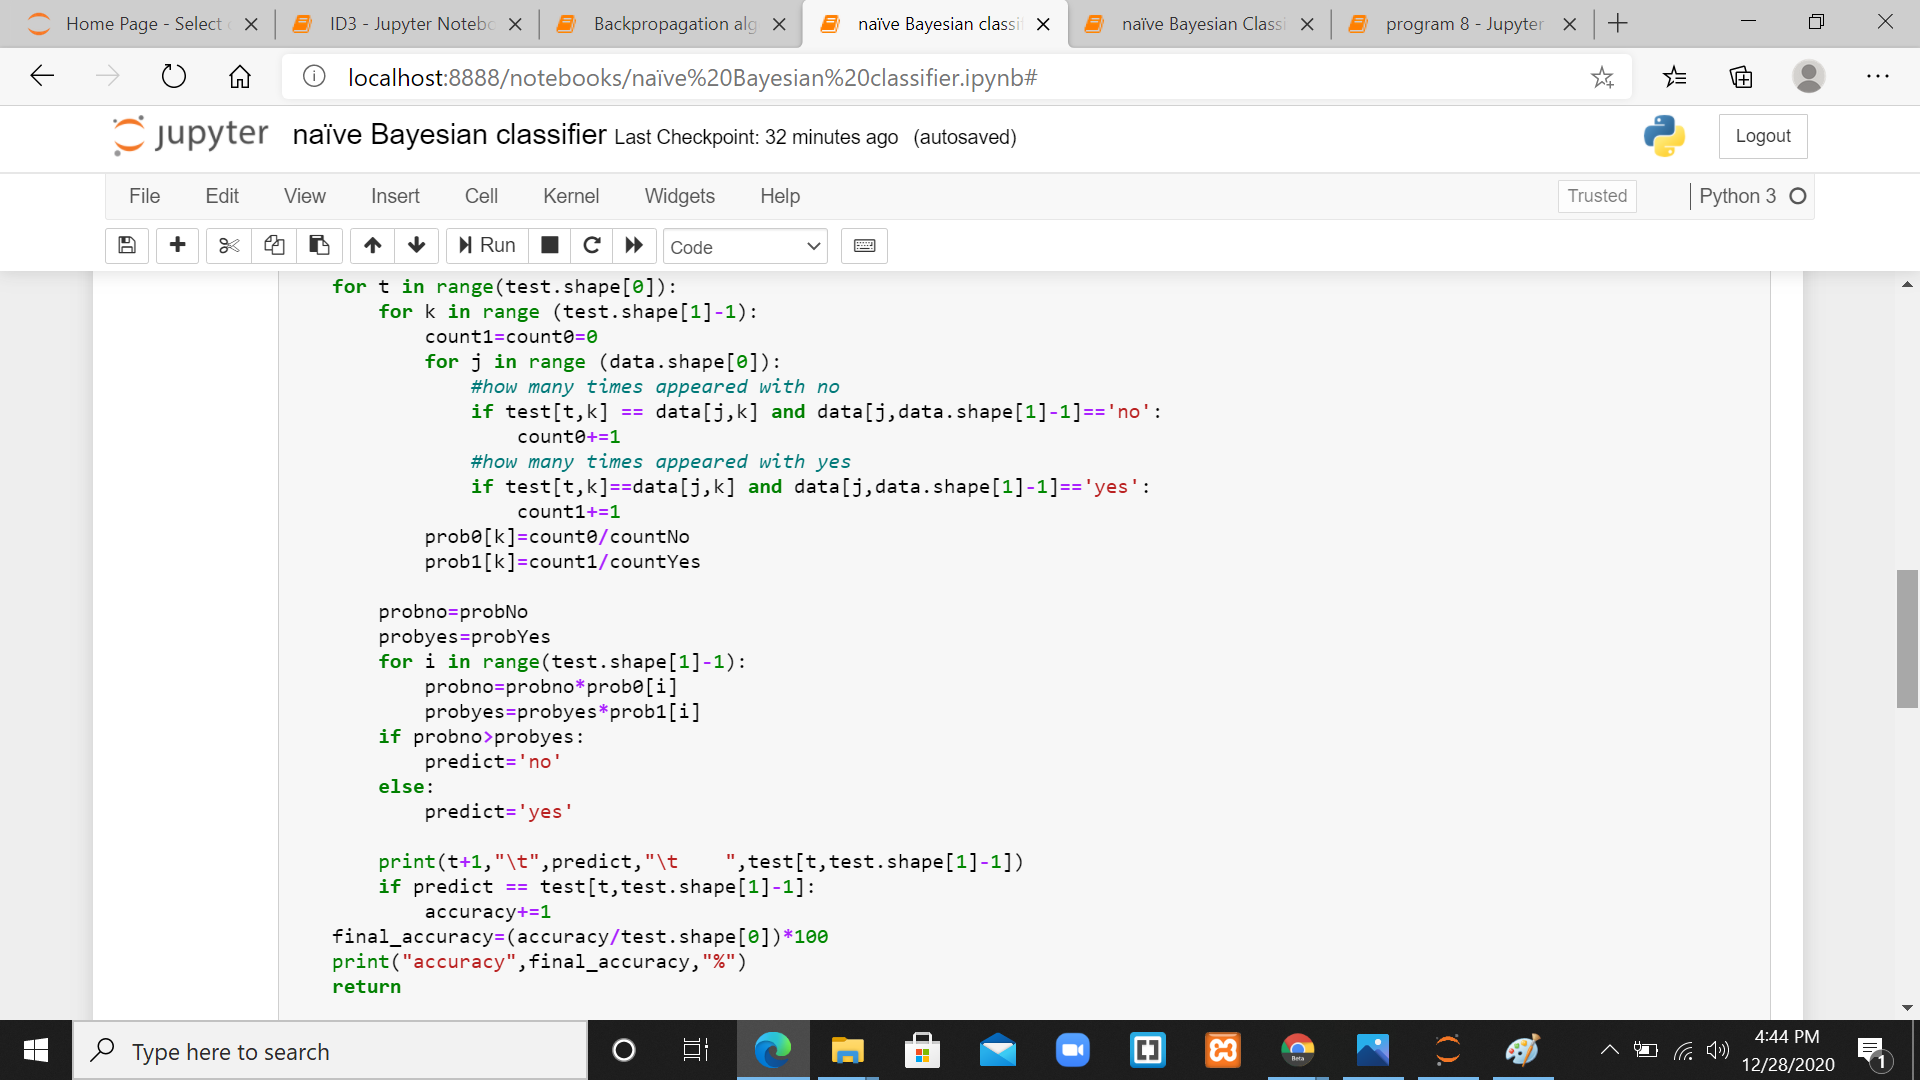 Home Page - Select
ID3 - Jupyter Notebo
Backpropagation alg
naïve Bayesian classi
naïve Bayesian Classi
program 8 - Jupyter
localhost:8888/notebooks/naïve%20Bayesian%20classifier.ipynb#
jupyter naïve Bayesian classifier Last Checkpoint: 32 minutes ago (autosaved)
Logout
File Edit View Insert Cell Kernel Widgets Help
Trusted
Python 3
Run
Code
for t in range(test.shape[0]):
for k in range (test.shape[1]-1):
count1=count0=0
for j in range (data.shape[0]):
#how many times appeared with no
if test[t,k] == data[j,k] and data[j,data.shape[1]-1]=='no':
count0+=1
#how many times appeared with yes
if test[t,k]==data[j,k] and data[j,data.shape[1]-1]=='yes':
count1+=1
prob0[k]=count0/countNo
prob1[k]=count1/countYes
probno=probNo
probyes=probYes
for i in range(test.shape[1]-1):
probno=probno*prob0[i]
probyes=probyes*prob1[i]
if probno>probyes:
predict='no'
else:
predict='yes'
print(t+1,"\t",predict,"\t    ",test[t,test.shape[1]-1])
if predict == test[t,test.shape[1]-1]:
accuracy+=1
final_accuracy=(accuracy/test.shape[0])*100
print("accuracy",final_accuracy,"%")
return
Type here to search
Beta
4:44 PM
12/28/2020
1